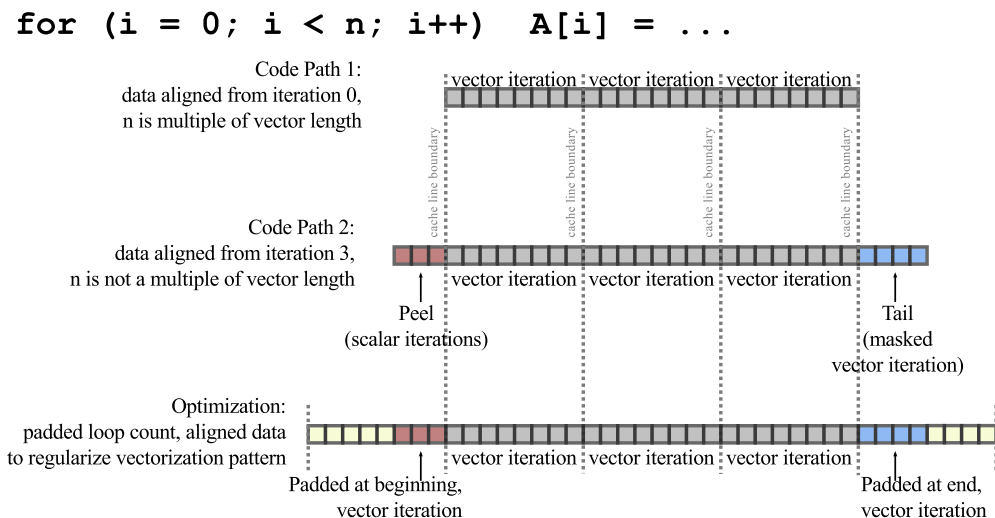 for (i = 0; i < n; i++)  A[i] = ...
Code Path 1:
data aligned from iteration 0,
n is multiple of vector length
vector iteration vector iteration vector iteration
cache line boundary
cache line boundary
cache line boundary
cache line boundary
Code Path 2:
data aligned from iteration 3,
n is not a multiple of vector length
vector iteration vector iteration vector iteration
Peel
(scalar iterations)
Tail
(masked
vector iteration)
Optimization:
padded loop count, aligned data
to regularize vectorization pattern
vector iteration vector iteration vector iteration
Padded at beginning,
vector iteration
Padded at end,
vector iteration